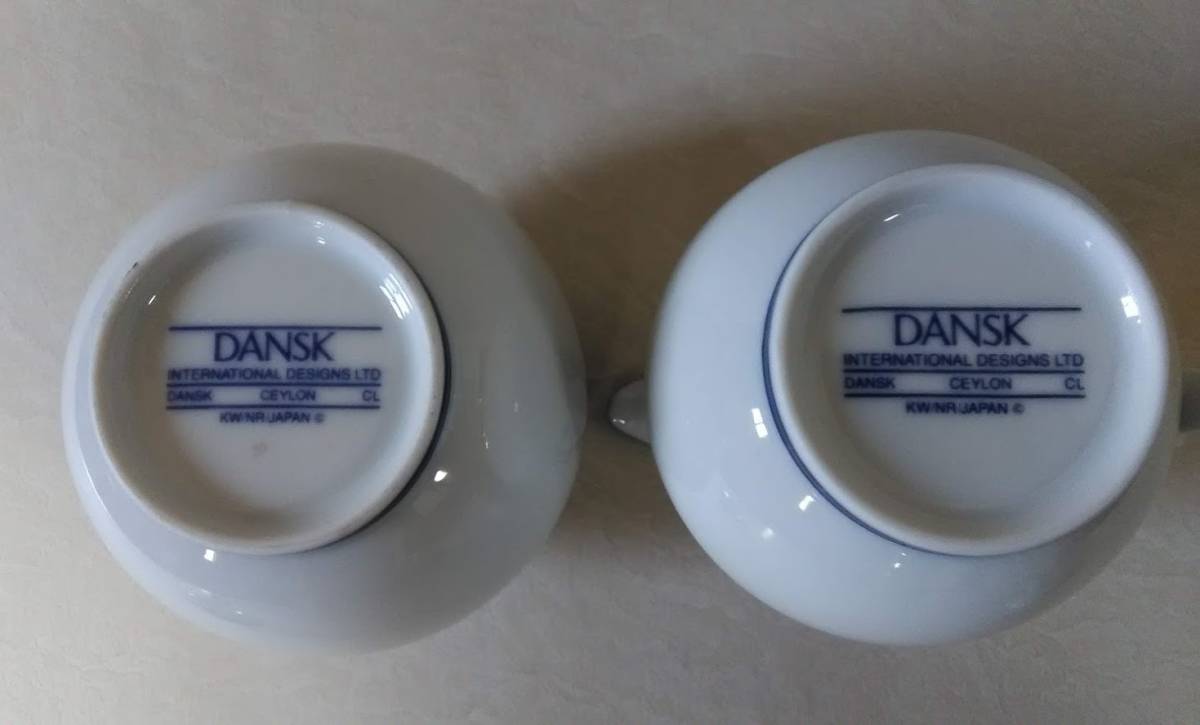 DANSK
INTERNATIONAL DESIGNS LTD
DANSK CEYLON CL
KW/NR/JAPAN ©
DANSK
INTERNATIONAL DESIGNS LTD
DANSK CEYLON CL
KW/NR/JAPAN ©